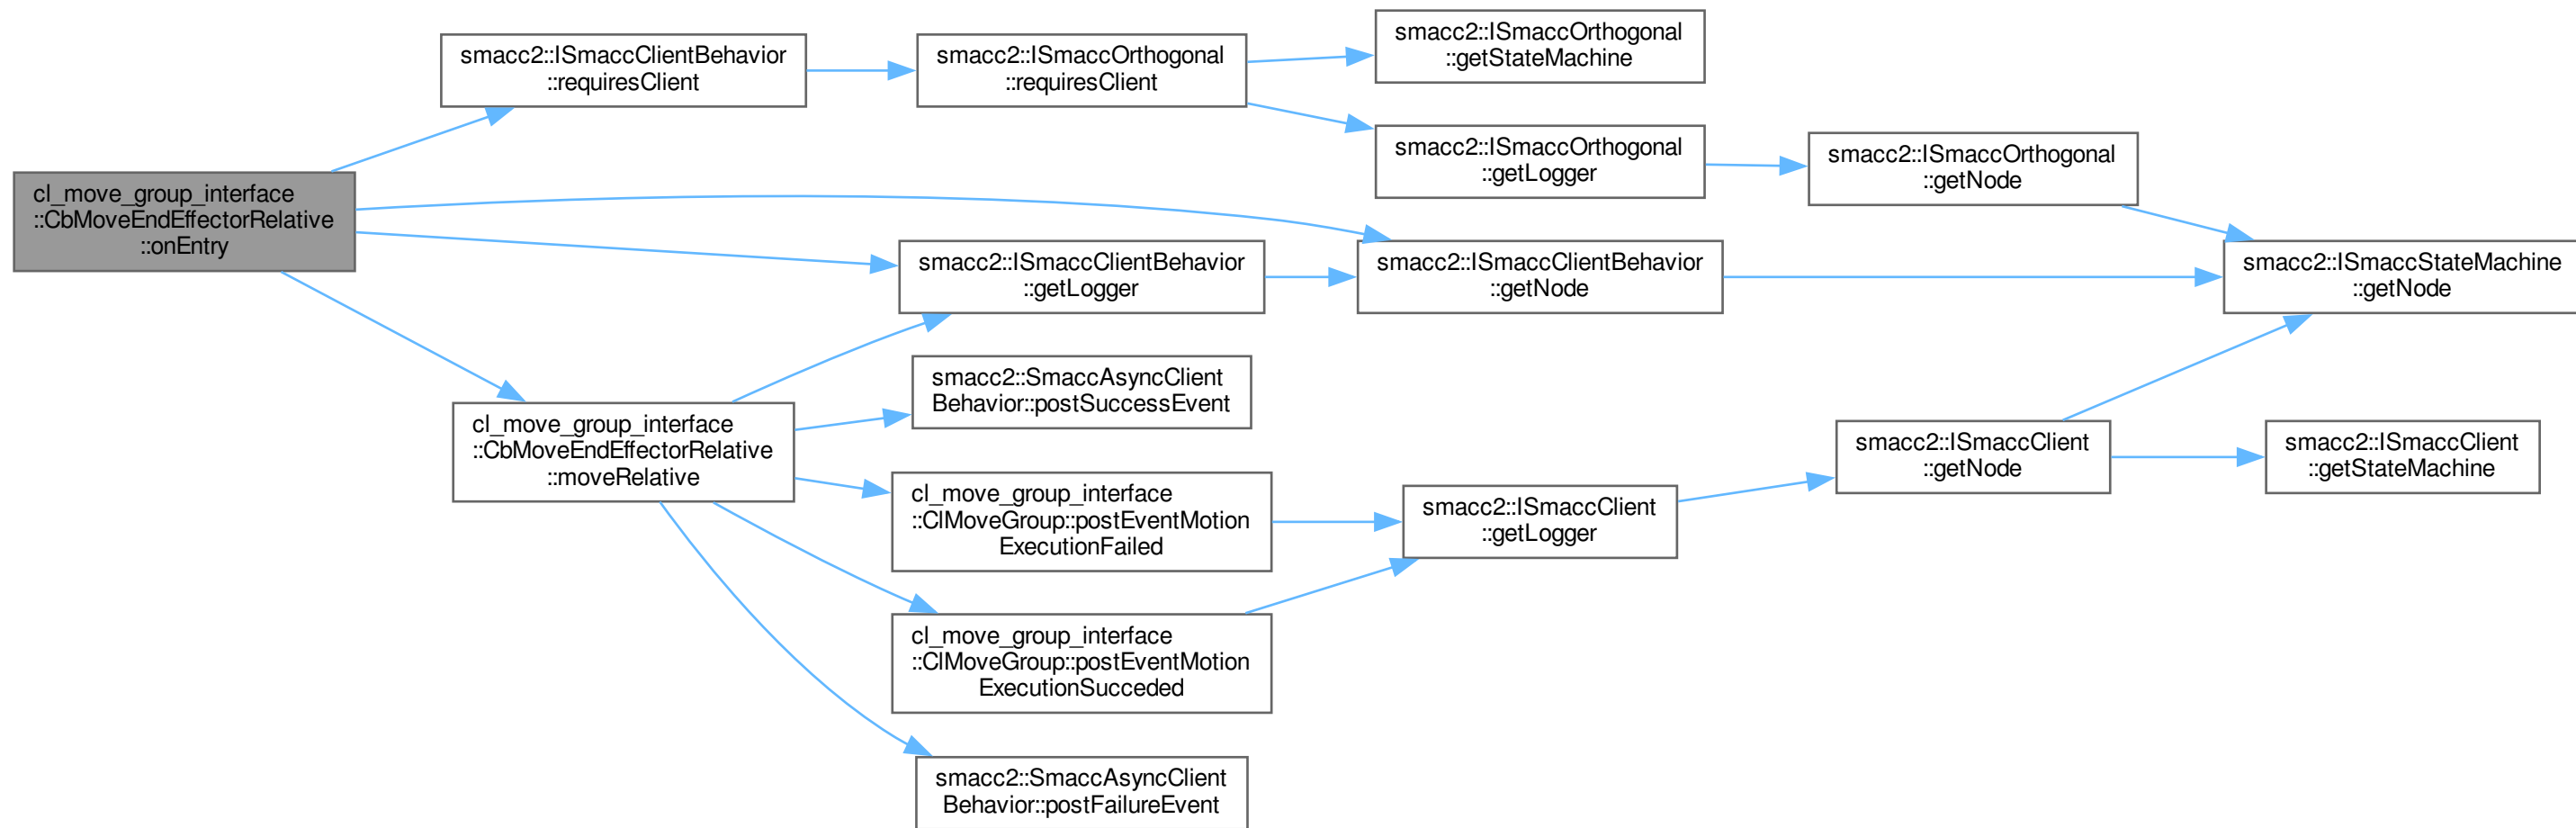 cl_move_group_interface
::CbMoveEndEffectorRelative
::onEntry
smacc2::ISmaccClientBehavior
::requiresClient
smacc2::ISmaccOrthogonal
::requiresClient
smacc2::ISmaccOrthogonal
::getStateMachine
smacc2::ISmaccOrthogonal
::getLogger
smacc2::ISmaccOrthogonal
::getNode
smacc2::ISmaccClientBehavior
::getLogger
smacc2::ISmaccClientBehavior
::getNode
smacc2::ISmaccStateMachine
::getNode
cl_move_group_interface
::CbMoveEndEffectorRelative
::moveRelative
smacc2::SmaccAsyncClient
Behavior::postSuccessEvent
cl_move_group_interface
::ClMoveGroup::postEventMotion
ExecutionFailed
smacc2::ISmaccClient
::getLogger
smacc2::ISmaccClient
::getNode
smacc2::ISmaccClient
::getStateMachine
cl_move_group_interface
::ClMoveGroup::postEventMotion
ExecutionSucceded
smacc2::SmaccAsyncClient
Behavior::postFailureEvent